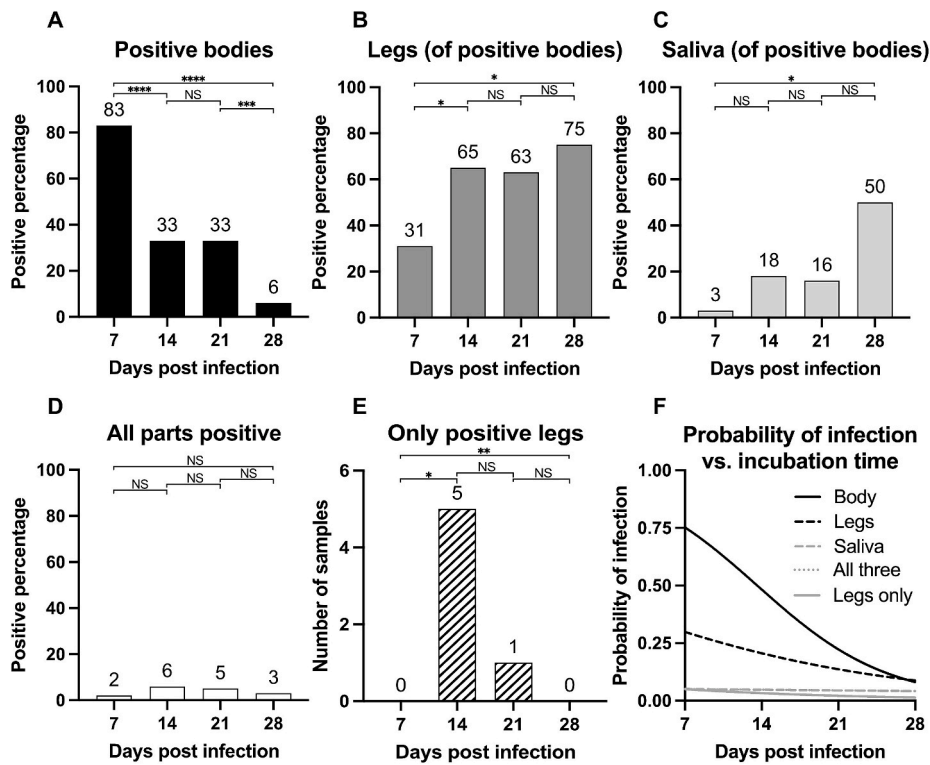 A
Positive bodies
Positive percentage
100
80
60
40
20
0
****
****
NS
***
83
33
33
6
7 14 21 28
Days post infection
B
Legs (of positive bodies)
Positive percentage
100
80
60
40
20
0
*
*
NS
NS
31
65
63
75
7 14 21 28
Days post infection
C
Saliva (of positive bodies)
Positive percentage
100
80
60
40
20
0
*
NS
NS
NS
3
18
16
50
7 14 21 28
Days post infection
D
All parts positive
Positive percentage
100
80
60
40
20
0
NS
NS
NS
NS
2
6
5
3
7 14 21 28
Days post infection
E
Only positive legs
Number of samples
6
4
2
0
**
*
NS
NS
0
5
1
0
7 14 21 28
Days post infection
F
Probability of infection
vs. incubation time
Probability of infection
1.00
0.75
0.50
0.25
0.00
Body
Legs
Saliva
All three
Legs only
7 14 21 28
Days post infection